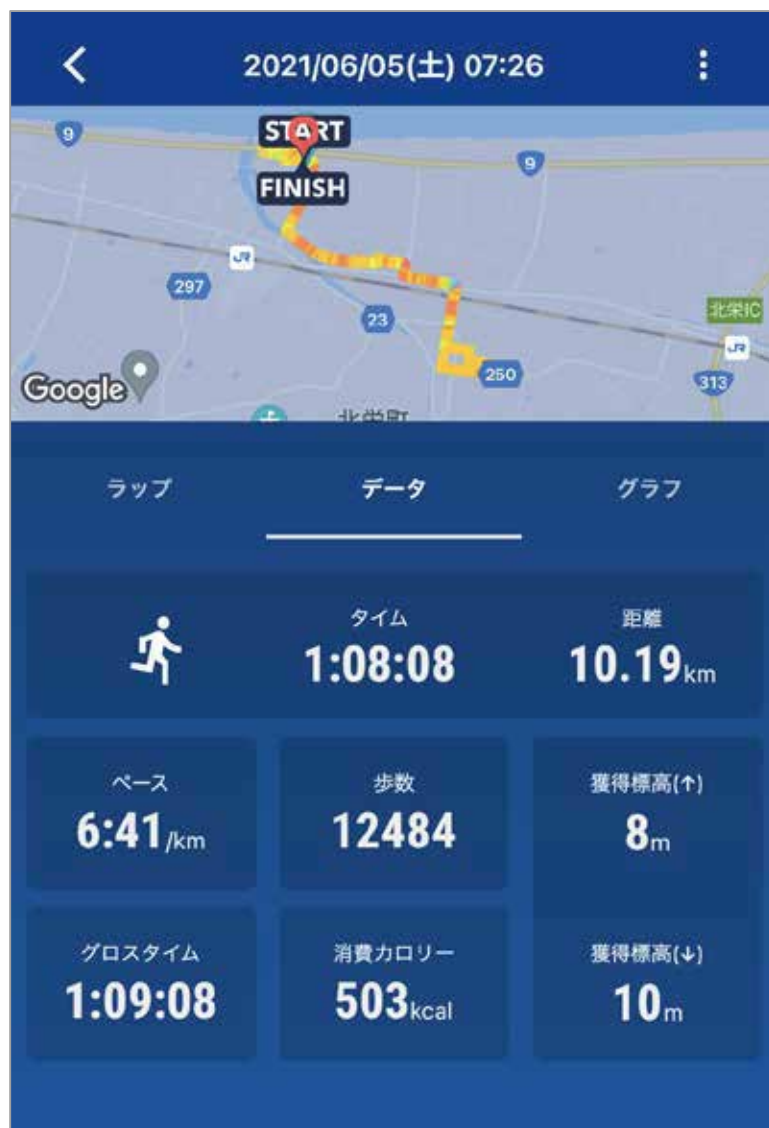 2021/06/05(土) 07:26
9
START
9
FINISH
JR
297
23
北栄IC
JR
250
313
Google
北栄町
ラップ
データ
グラフ
タイム
距離
1:08:08
10.19km
ペース
歩数
獲得標高(↑)
6:41/km
12484
8m
グロスタイム
消費カロリー
獲得標高(↓)
1:09:08
503kcal
10m